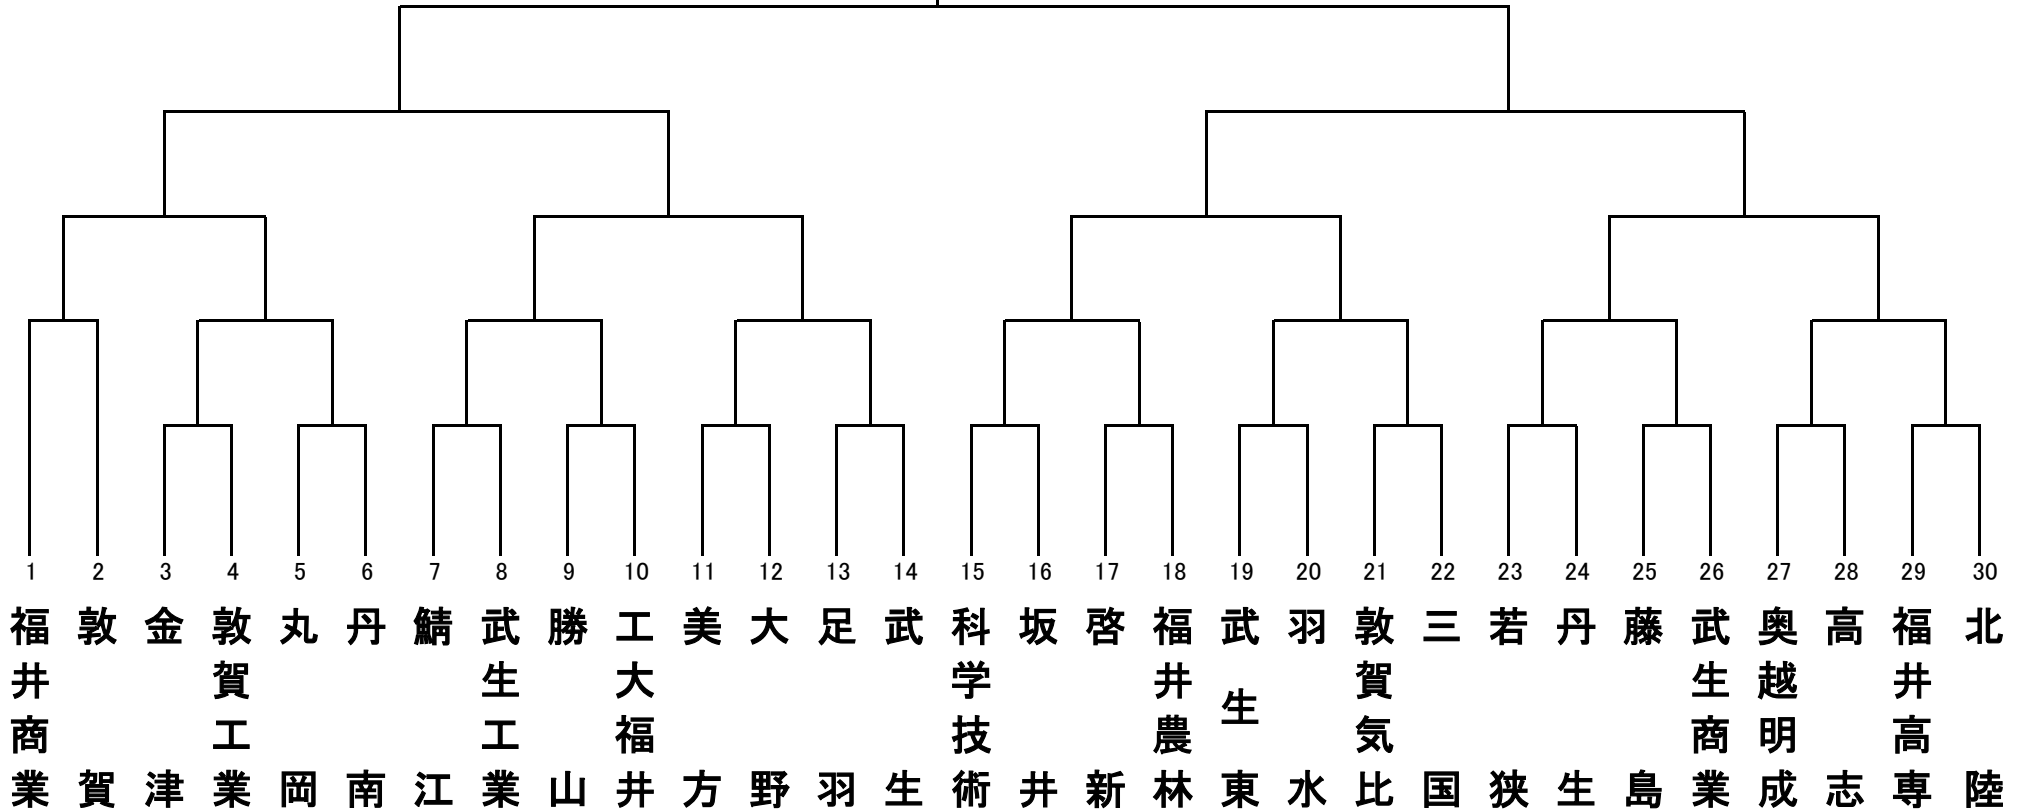 1 2 3 4 5 6 7 8 9 10 11 12 13 14 15 16 17 18 19 20 21 22 23 24 25 26 27 28 29 30
福井商業
敦賀
金津
敦賀工業
丸岡
丹南
鯖江
武生工業
勝山
工大福井
美方
大野
足羽
武生
科学技術
坂井
啓新
福井農林
武生東
羽水
敦賀気比
三国
若狭
丹生
藤島
武生商業
奥越明成
高志
福井高専
北陸